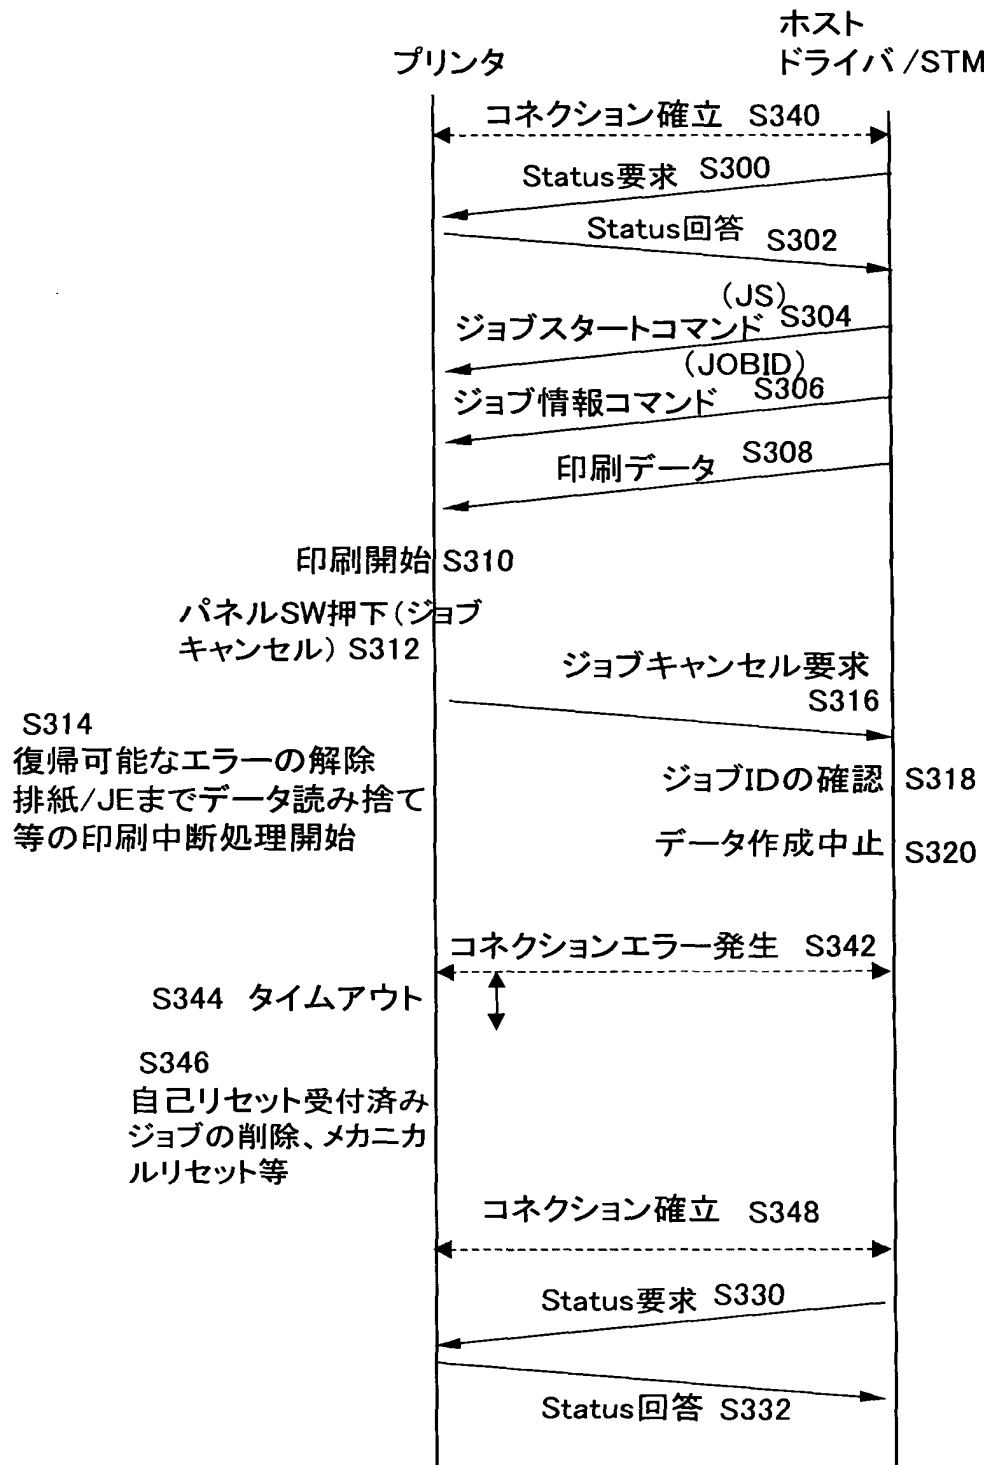 ホスト
プリンタ
ドライバ /STM
コネクション確立 S340
Status要求 S300
Status回答 S302
(JS)
ジョブスタートコマンド S304
(JOBID)
ジョブ情報コマンド S306
印刷データ S308
印刷開始 S310
パネルSW押下(ジョブ
キャンセル) S312
ジョブキャンセル要求
S316
S314
復帰可能なエラーの解除
排紙/JEまでデータ読み捨て
等の印刷中断処理開始
ジョブIDの確認 S318
データ作成中止 S320
コネクションエラー発生 S342
S344 タイムアウト
S346
自己リセット受付済み
ジョブの削除、メカニカ
ルリセット等
コネクション確立 S348
Status要求 S330
Status回答 S332